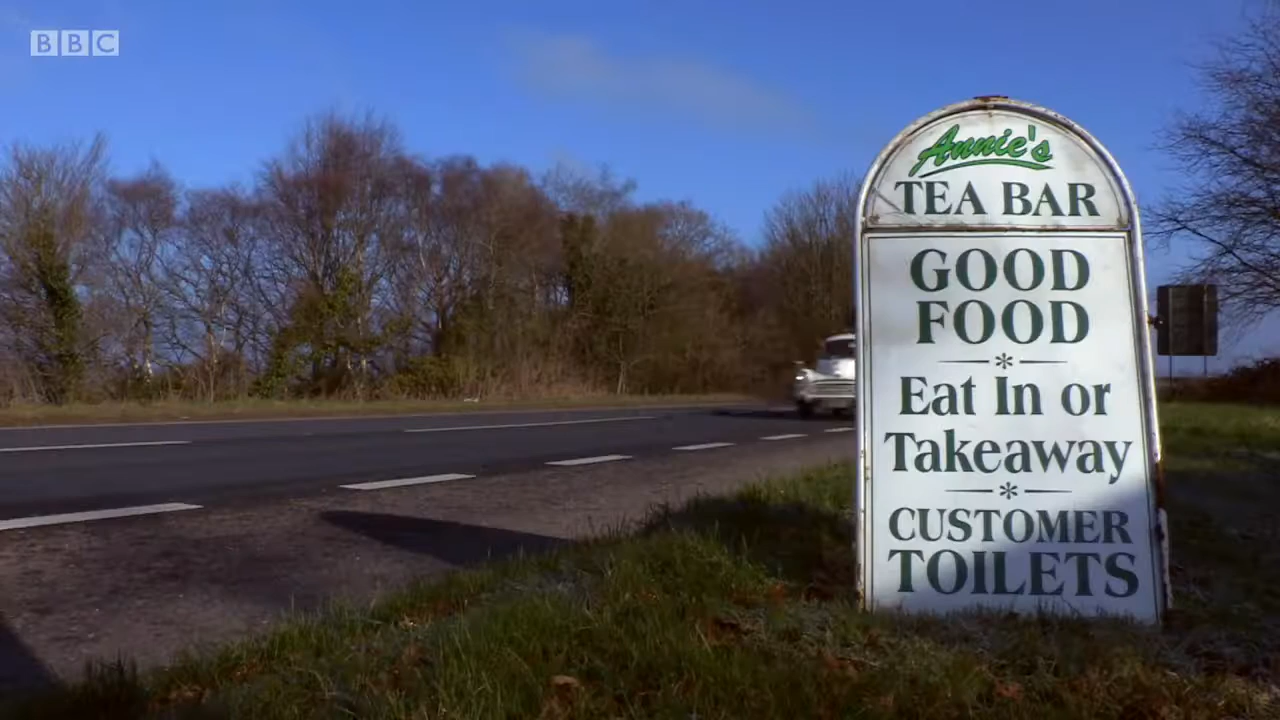 BBC
Annie's
TEA BAR
GOOD
FOOD
Eat In or
Takeaway
CUSTOMER
TOILETS